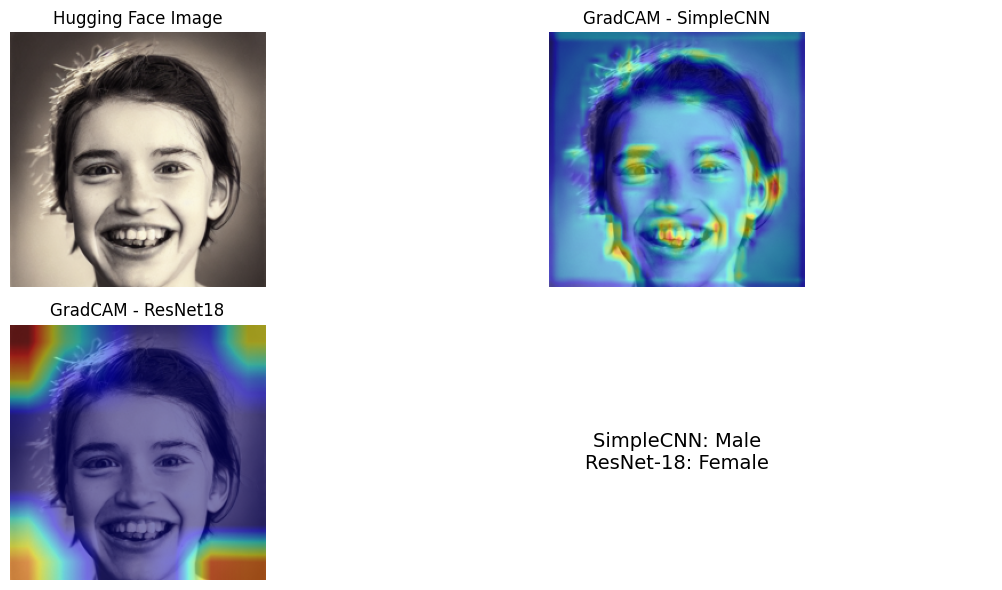 Hugging Face Image
GradCAM - SimpleCNN
GradCAM - ResNet18
SimpleCNN: Male
ResNet-18: Female